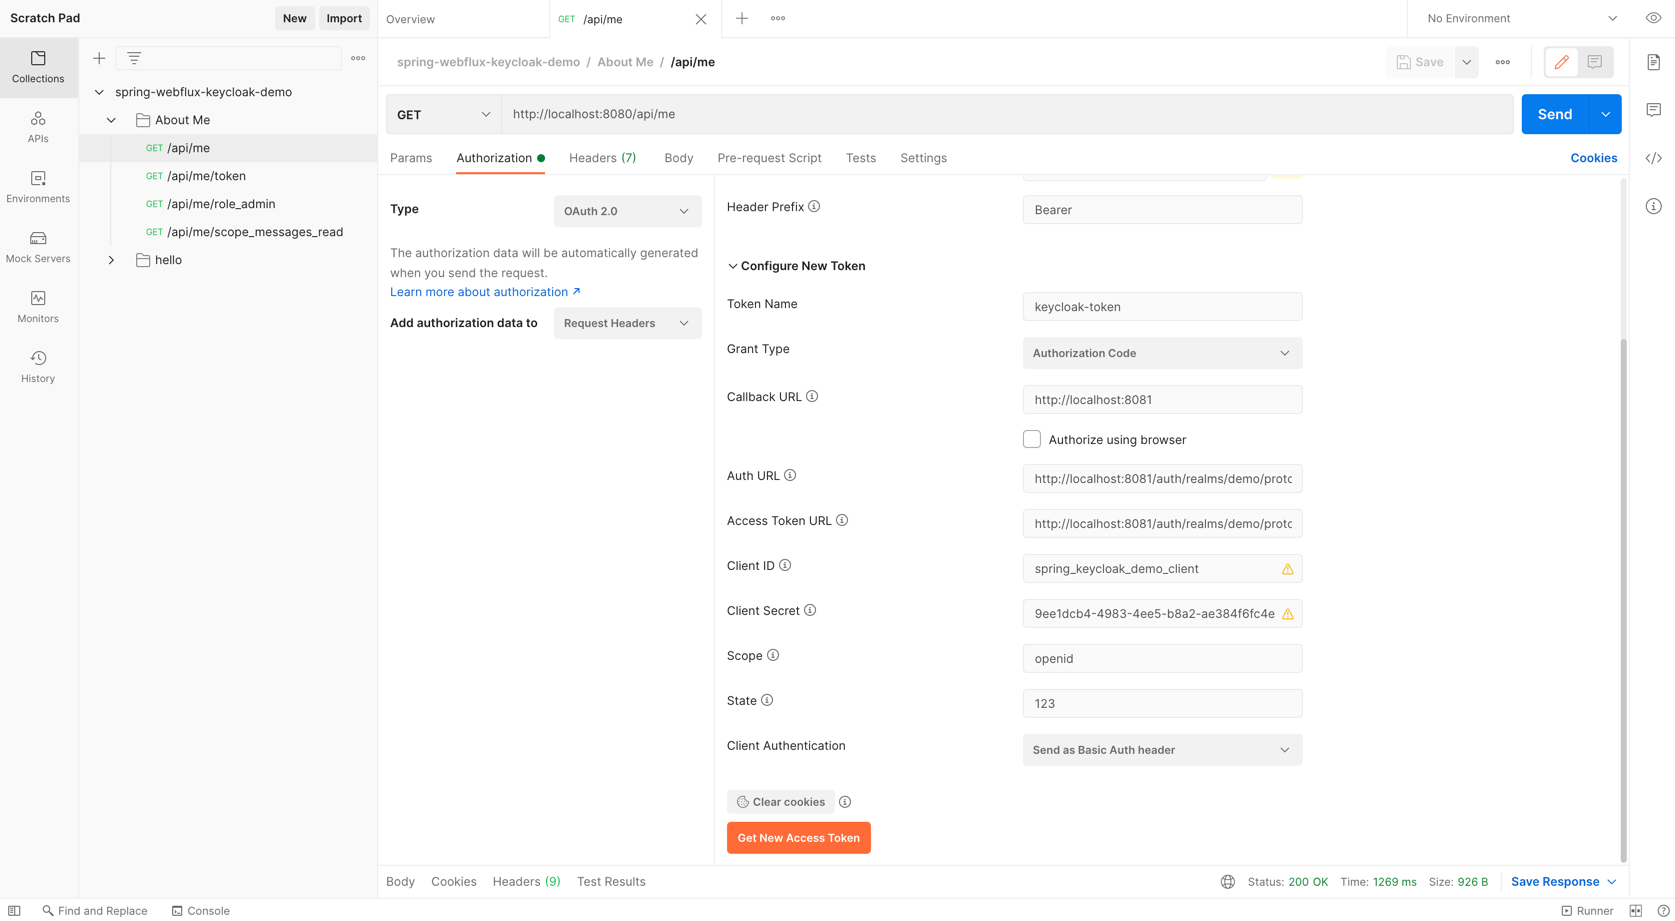 Scratch Pad
New
Import
Overview
GET /api/me
No Environment
Collections
APIs
Environments
Mock Servers
Monitors
History
spring-webflux-keycloak-demo
About Me
GET /api/me
GET /api/me/token
GET /api/me/role_admin
GET /api/me/scope_messages_read
hello
spring-webflux-keycloak-demo / About Me / /api/me
Save
GET
http://localhost:8080/api/me
Send
Params
Authorization
Headers (7)
Body
Pre-request Script
Tests
Settings
Cookies
Type
OAuth 2.0
The authorization data will be automatically generated
when you send the request.
Learn more about authorization ↗
Add authorization data to
Request Headers
Header Prefix
Bearer
Configure New Token
Token Name
keycloak-token
Grant Type
Authorization Code
Callback URL
http://localhost:8081
Authorize using browser
Auth URL
http://localhost:8081/auth/realms/demo/protc
Access Token URL
http://localhost:8081/auth/realms/demo/protc
Client ID
spring_keycloak_demo_client
Client Secret
9ee1dcb4-4983-4ee5-b8a2-ae384f6fc4e
Scope
openid
State
123
Client Authentication
Send as Basic Auth header
Clear cookies
Get New Access Token
Body
Cookies
Headers (9)
Test Results
Status: 200 OK
Time: 1269 ms
Size: 926 B
Save Response
Find and Replace
Console
Runner